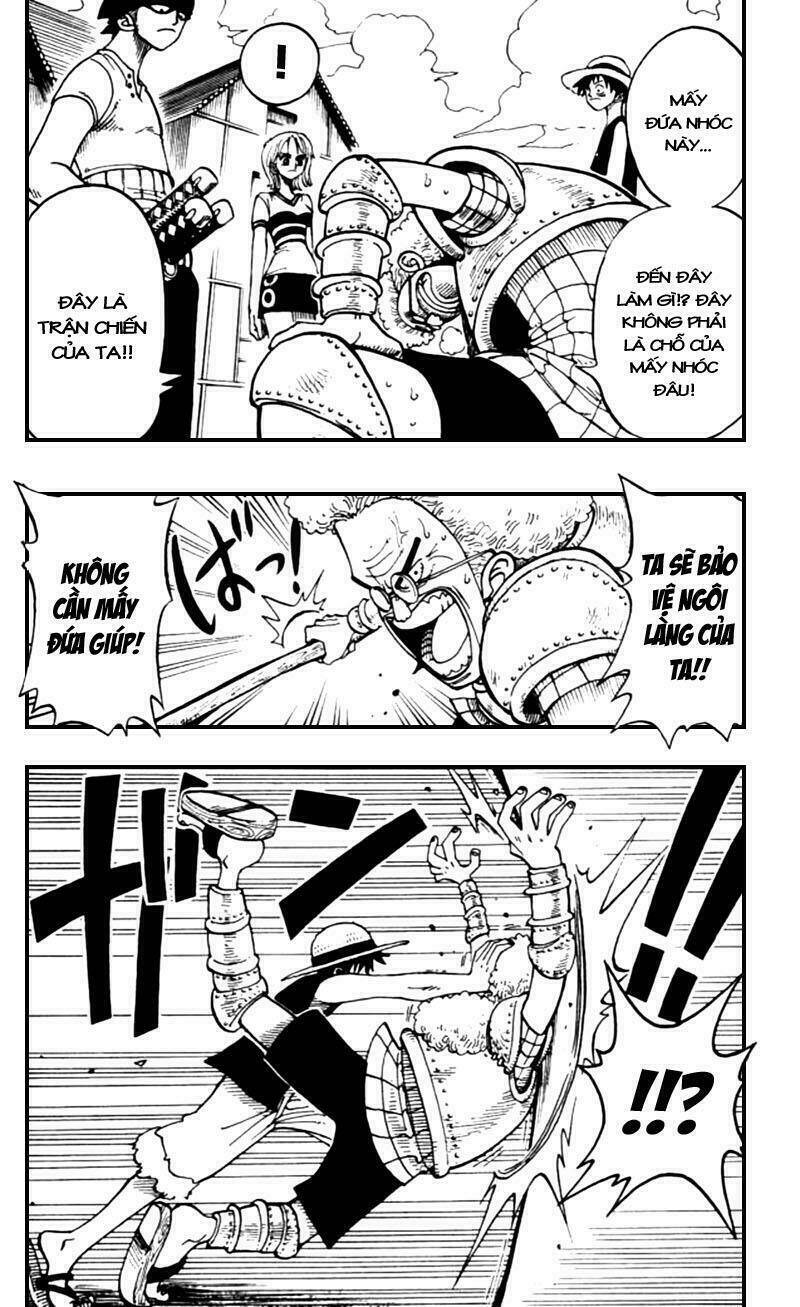 !
MẤY
ĐỨA NHÓC
NÀY...
ĐẾN ĐÂY
LÀM GÌ!? ĐÂY
KHÔNG PHẢI
LÀ CHỖ CỦA
MẤY NHÓC
ĐÂU!
ĐÂY LÀ
TRẬN CHIẾN
CỦA TA!!
TA SẼ BẢO
VỆ NGÔI
LÀNG CỦA
TA!!
ばっ!
KHÔNG
CẦN MẤY
ĐỨA GIÚP!
!!
!!?